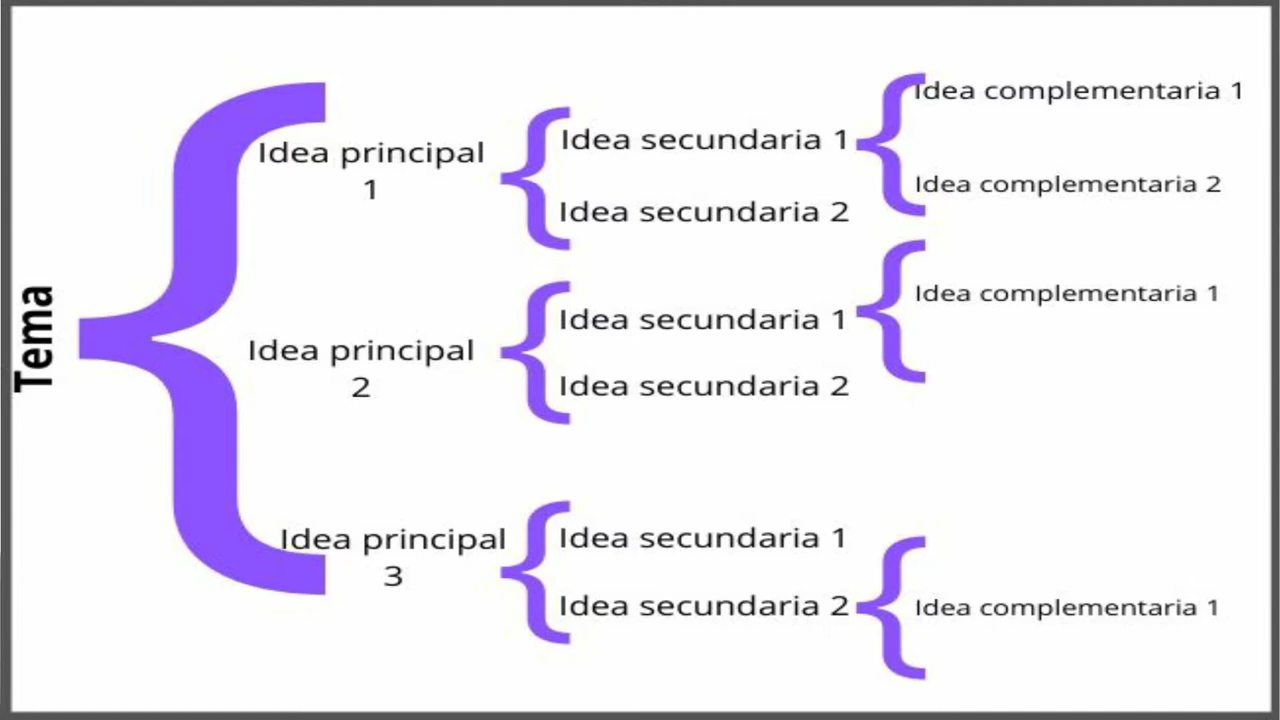 Tema
Idea principal
1
Idea secundaria 1
Idea complementaria 1
Idea complementaria 2
Idea secundaria 2
Idea principal
2
Idea secundaria 1
Idea complementaria 1
Idea secundaria 2
Idea principal
3
Idea secundaria 1
Idea secundaria 2
Idea complementaria 1